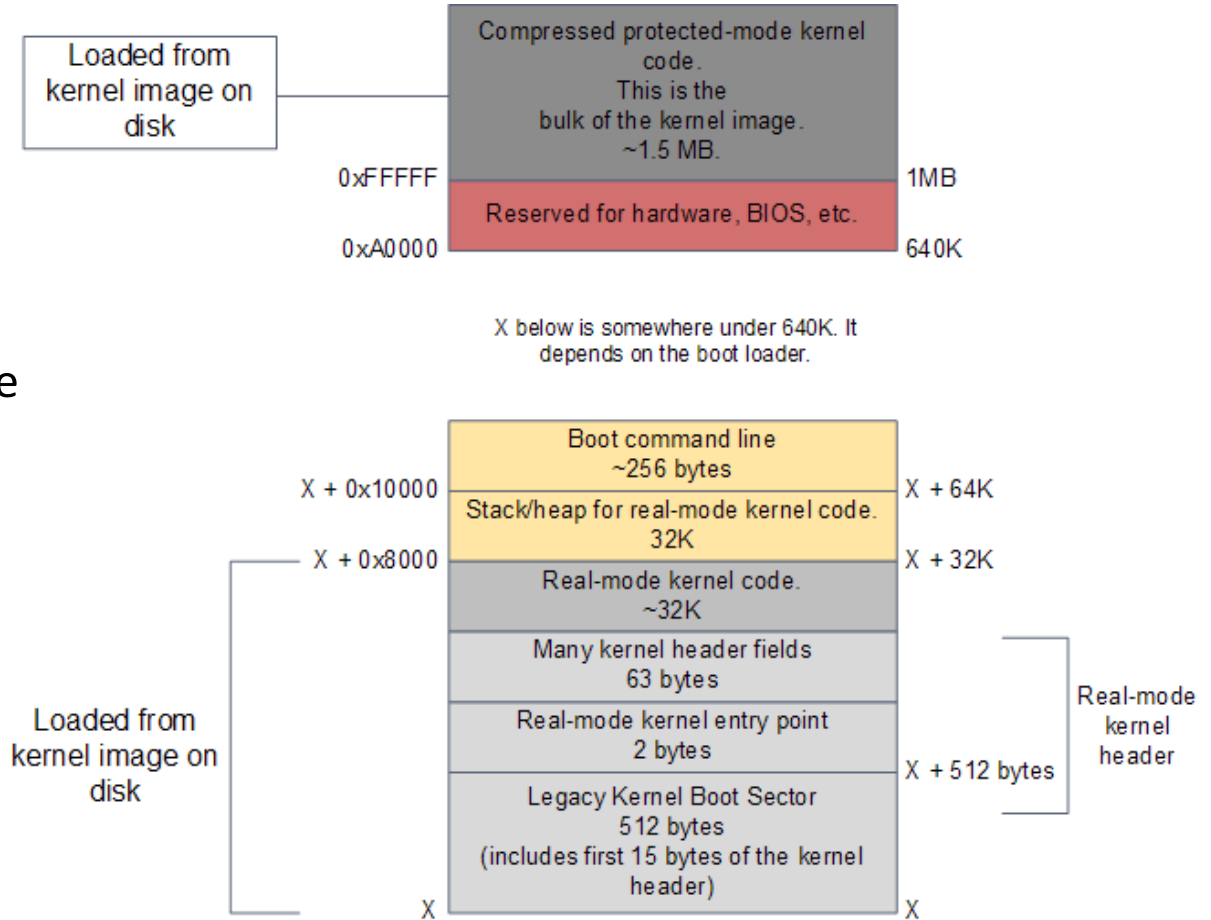 Loaded from
kernel image on
disk
Compressed protected-mode kernel
code.
This is the
bulk of the kernel image.
~1.5 MB.
0xFFFFF
1MB
Reserved for hardware, BIOS, etc.
0xA0000
640K
X below is somewhere under 640K. It
depends on the boot loader.
e
Boot command line
~256 bytes
X + 0x10000
X + 64K
Stack/heap for real-mode kernel code.
32K
X + 0x8000
X + 32K
Real-mode kernel code.
~32K
Many kernel header fields
63 bytes
Real-mode kernel entry point
2 bytes
X + 512 bytes
Real-mode
kernel
header
Loaded from
kernel image on
disk
Legacy Kernel Boot Sector
512 bytes
(includes first 15 bytes of the kernel
header)
X
X